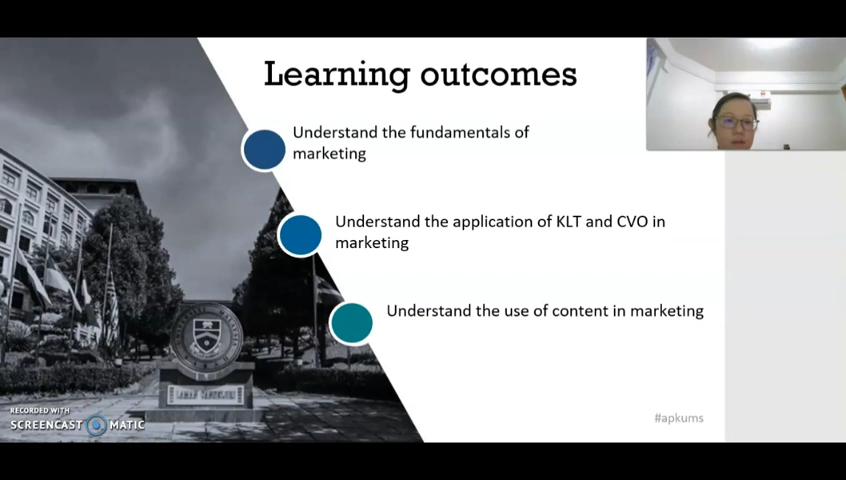 Learning outcomes
Understand the fundamentals of
marketing
Understand the application of KLT and CVO in
marketing
Understand the use of content in marketing
#apkums
RECORDED WITH
SCREENCAST MATIC